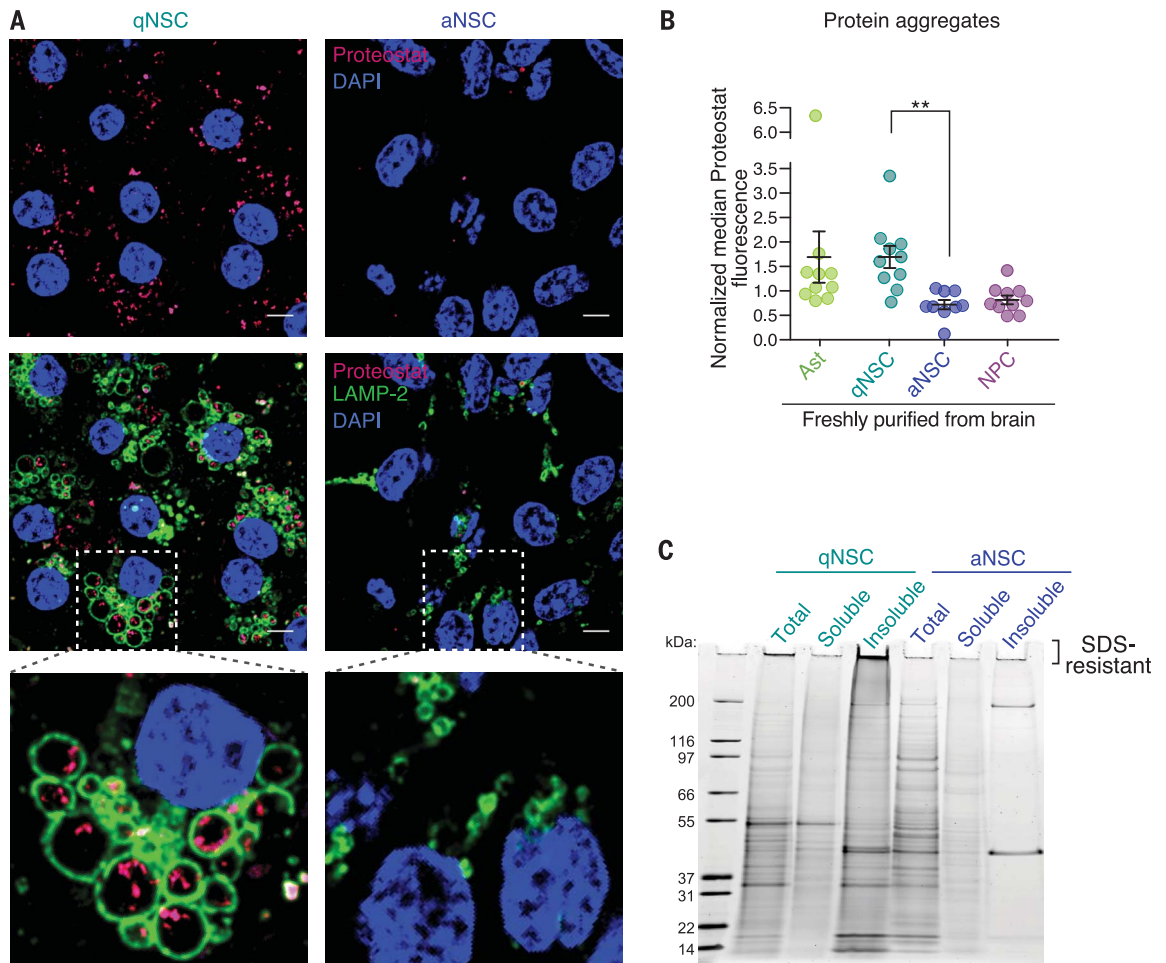 A
qNSC
aNSC
Proteostat
DAPI
Proteostat
LAMP-2
DAPI
B
Protein aggregates
Normalized median Proteostat
fluorescence
6.5
6.0
3.5
3.0
2.5
2.0
1.5
1.0
0.5
0.0
**
Ast
qNSC
aNSC
NPC
Freshly purified from brain
C
qNSC
aNSC
Total
Soluble
Insoluble
Total
Soluble
Insoluble
kDa:
SDS-
resistant
200
116
97
66
55
37
31
22
14